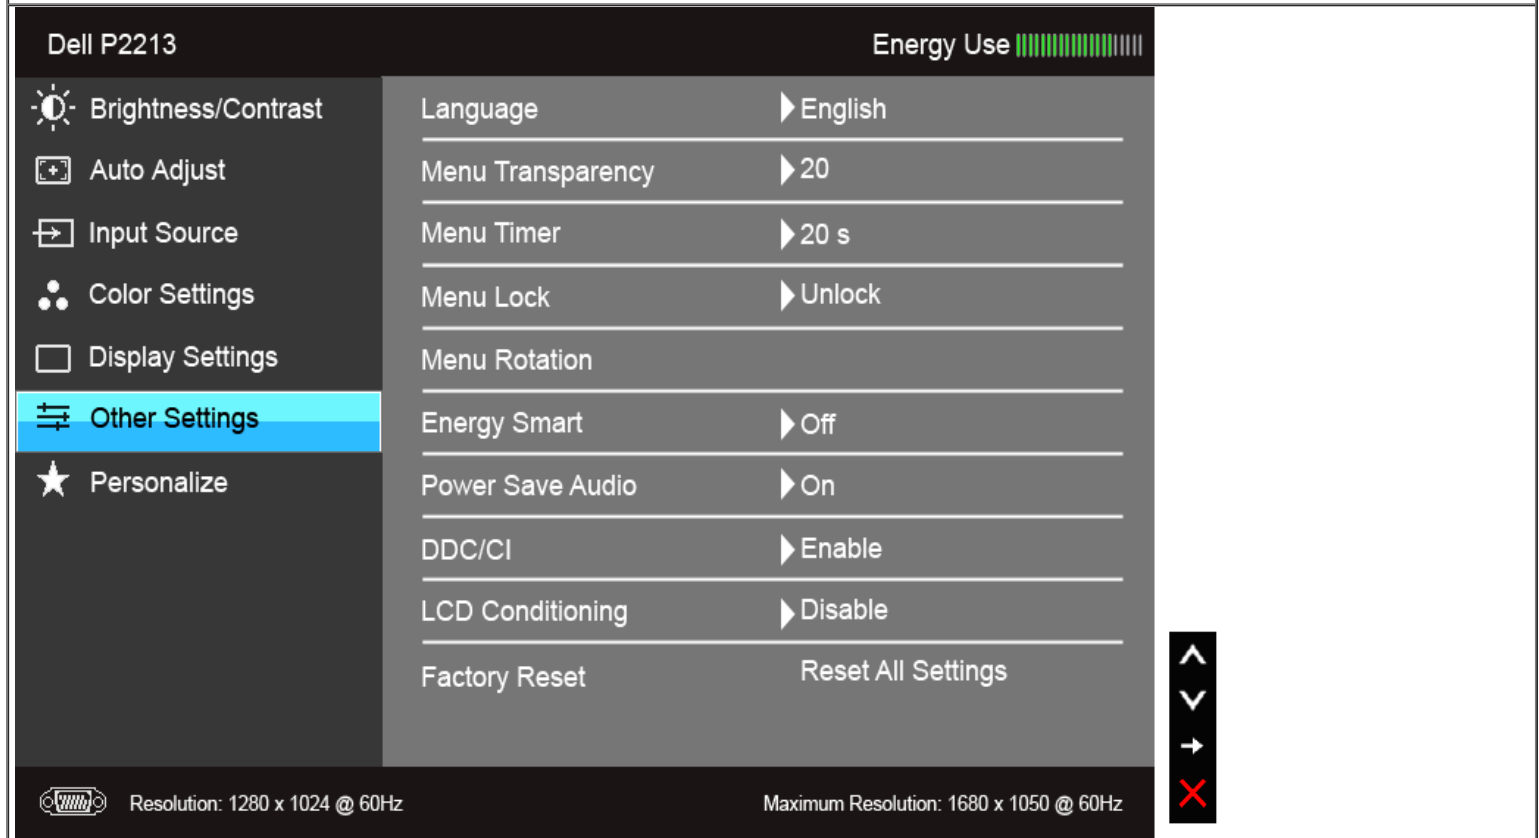 Dell P2213
Energy Use
Brightness/Contrast
Auto Adjust
Input Source
Color Settings
Display Settings
Other Settings
Personalize
Language English
Menu Transparency 20
Menu Timer 20 s
Menu Lock Unlock
Menu Rotation
Energy Smart Off
Power Save Audio On
DDC/CI Enable
LCD Conditioning Disable
Factory Reset Reset All Settings
Resolution: 1280 x 1024 @ 60Hz
Maximum Resolution: 1680 x 1050 @ 60Hz